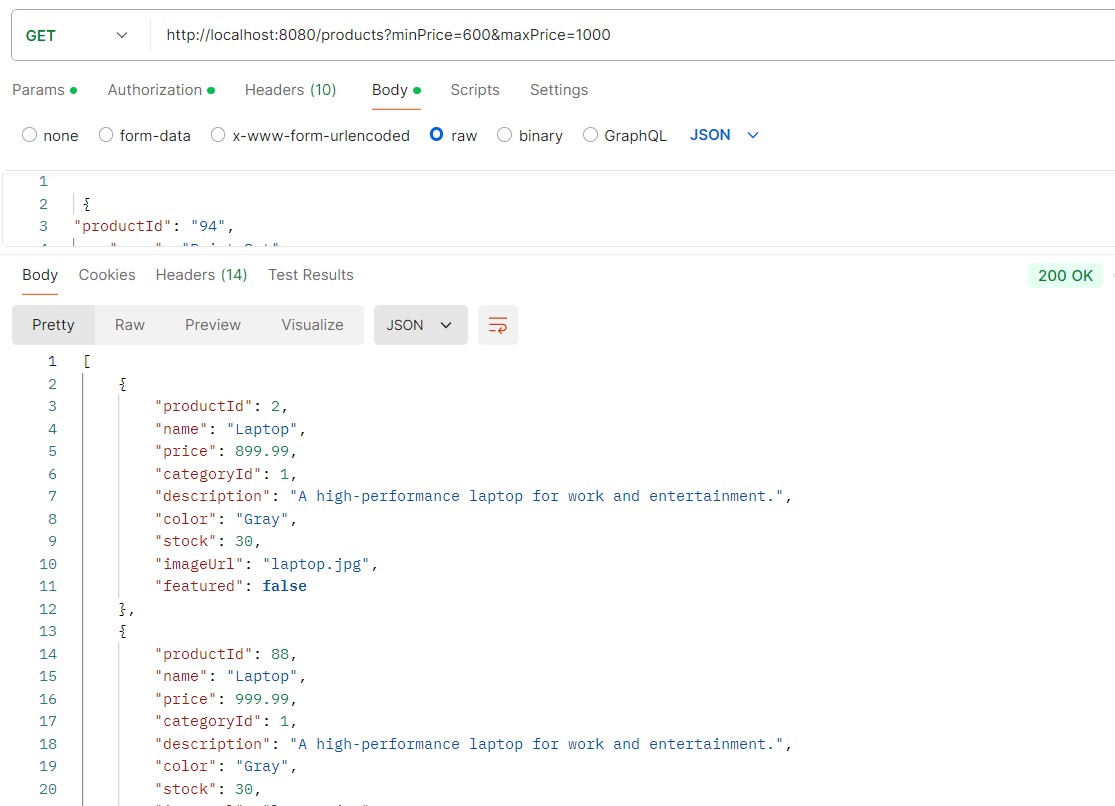 GET http://localhost:8080/products?minPrice=600&maxPrice=1000
Params Authorization Headers (10) Body Scripts Settings
none form-data x-www-form-urlencoded raw binary GraphQL JSON
1
2 {
3 "productId": "94",
Body Cookies Headers (14) Test Results 200 OK
Pretty Raw Preview Visualize JSON
1 [
2 {
3 "productId": 2,
4 "name": "Laptop",
5 "price": 899.99,
6 "categoryId": 1,
7 "description": "A high-performance laptop for work and entertainment.",
8 "color": "Gray",
9 "stock": 30,
10 "imageUrl": "laptop.jpg",
11 "featured": false
12 },
13 {
14 "productId": 88,
15 "name": "Laptop",
16 "price": 999.99,
17 "categoryId": 1,
18 "description": "A high-performance laptop for work and entertainment.",
19 "color": "Gray",
20 "stock": 30,